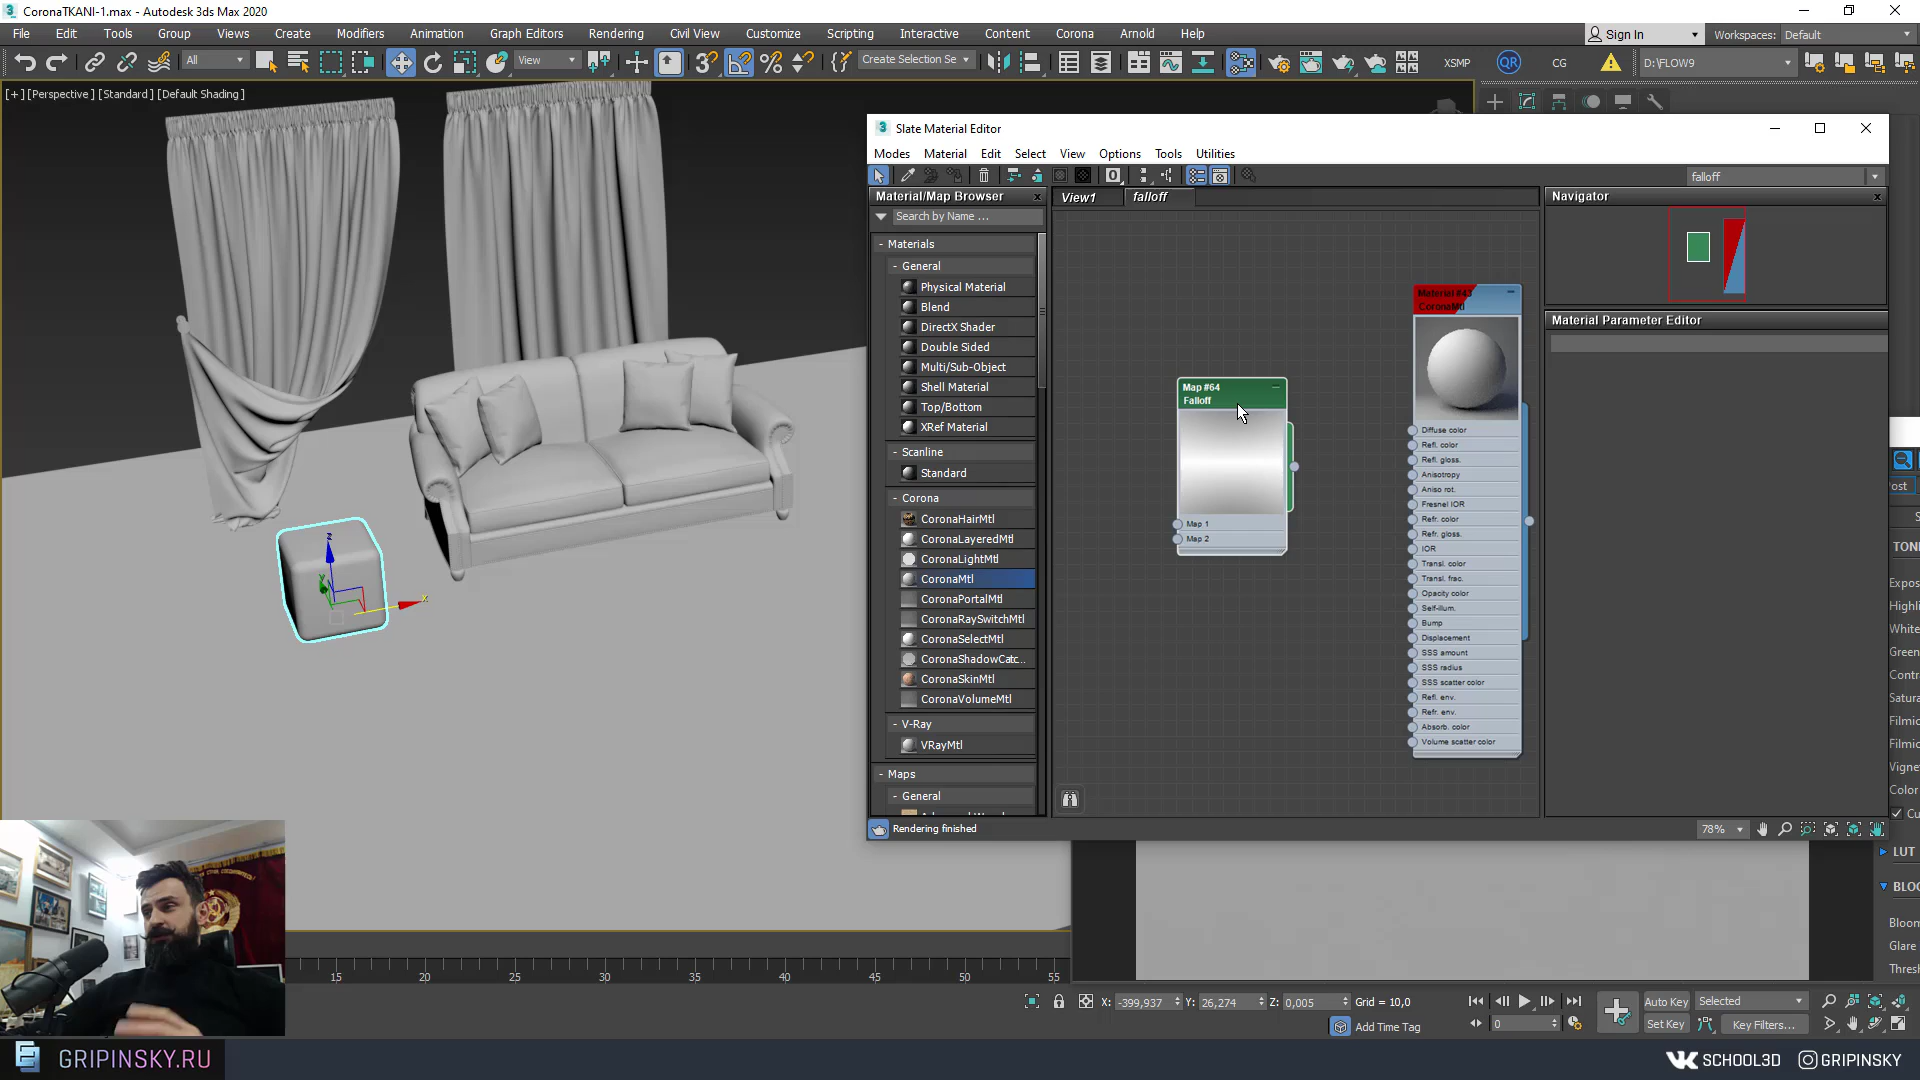 CoronaTKANI-1.max - Autodesk 3ds Max 2020
File Edit Tools Group Views Create Modifiers Animation Graph Editors Rendering Civil View Customize Scripting Interactive Content Corona Arnold Help
Sign In
Workspaces: Default
All
View
Create Selection Se
XSMP
QR
CG
D:\FLOW9
[+] [Perspective ] [Standard ] [Default Shading ]
Slate Material Editor
Modes Material Edit Select View Options Tools Utilities
falloff
Material/Map Browser
Search by Name ...
- Materials
- General
Physical Material
Blend
DirectX Shader
Double Sided
Multi/Sub-Object
Shell Material
Top/Bottom
XRef Material
- Scanline
Standard
- Corona
CoronaHairMtl
CoronaLayeredMtl
CoronaLightMtl
CoronaMtl
CoronaPortalMtl
CoronaRaySwitchMtl
CoronaSelectMtl
CoronaShadowCatc...
CoronaSkinMtl
CoronaVolumeMtl
- V-Ray
VRayMtl
- Maps
- General
View1 falloff
Map #64
Falloff
Map 1
Map 2
Material #43
CoronaMtl
Diffuse color
Refl. color
Refl. gloss.
Anisotropy
Aniso rot.
Fresnel IOR
Refr. color
Refr. gloss.
IOR
Transl. color
Transl. frac.
Opacity color
Self-illum.
Bump
Displacement
SSS amount
SSS radius
SSS scatter color
Refl. env.
Refr. env.
Absorb. color
Volume scatter color
Navigator
Material Parameter Editor
Rendering finished
78%
ost
TONI
Expos
Highli
White
Green
Contra
Satura
Filmic
Filmic
Vigne
Color
Cu
LUT
BLOO
Bloom
Glare
Thresh
z
y
x
15 20 25 30 35 40 45 50 55
X: -399,937 Y: 26,274 Z: 0,005 Grid = 10,0
Add Time Tag
0
Auto Key Selected
Set Key Key Filters...
GRIPINSKY.RU
SCHOOL3D GRIPINSKY